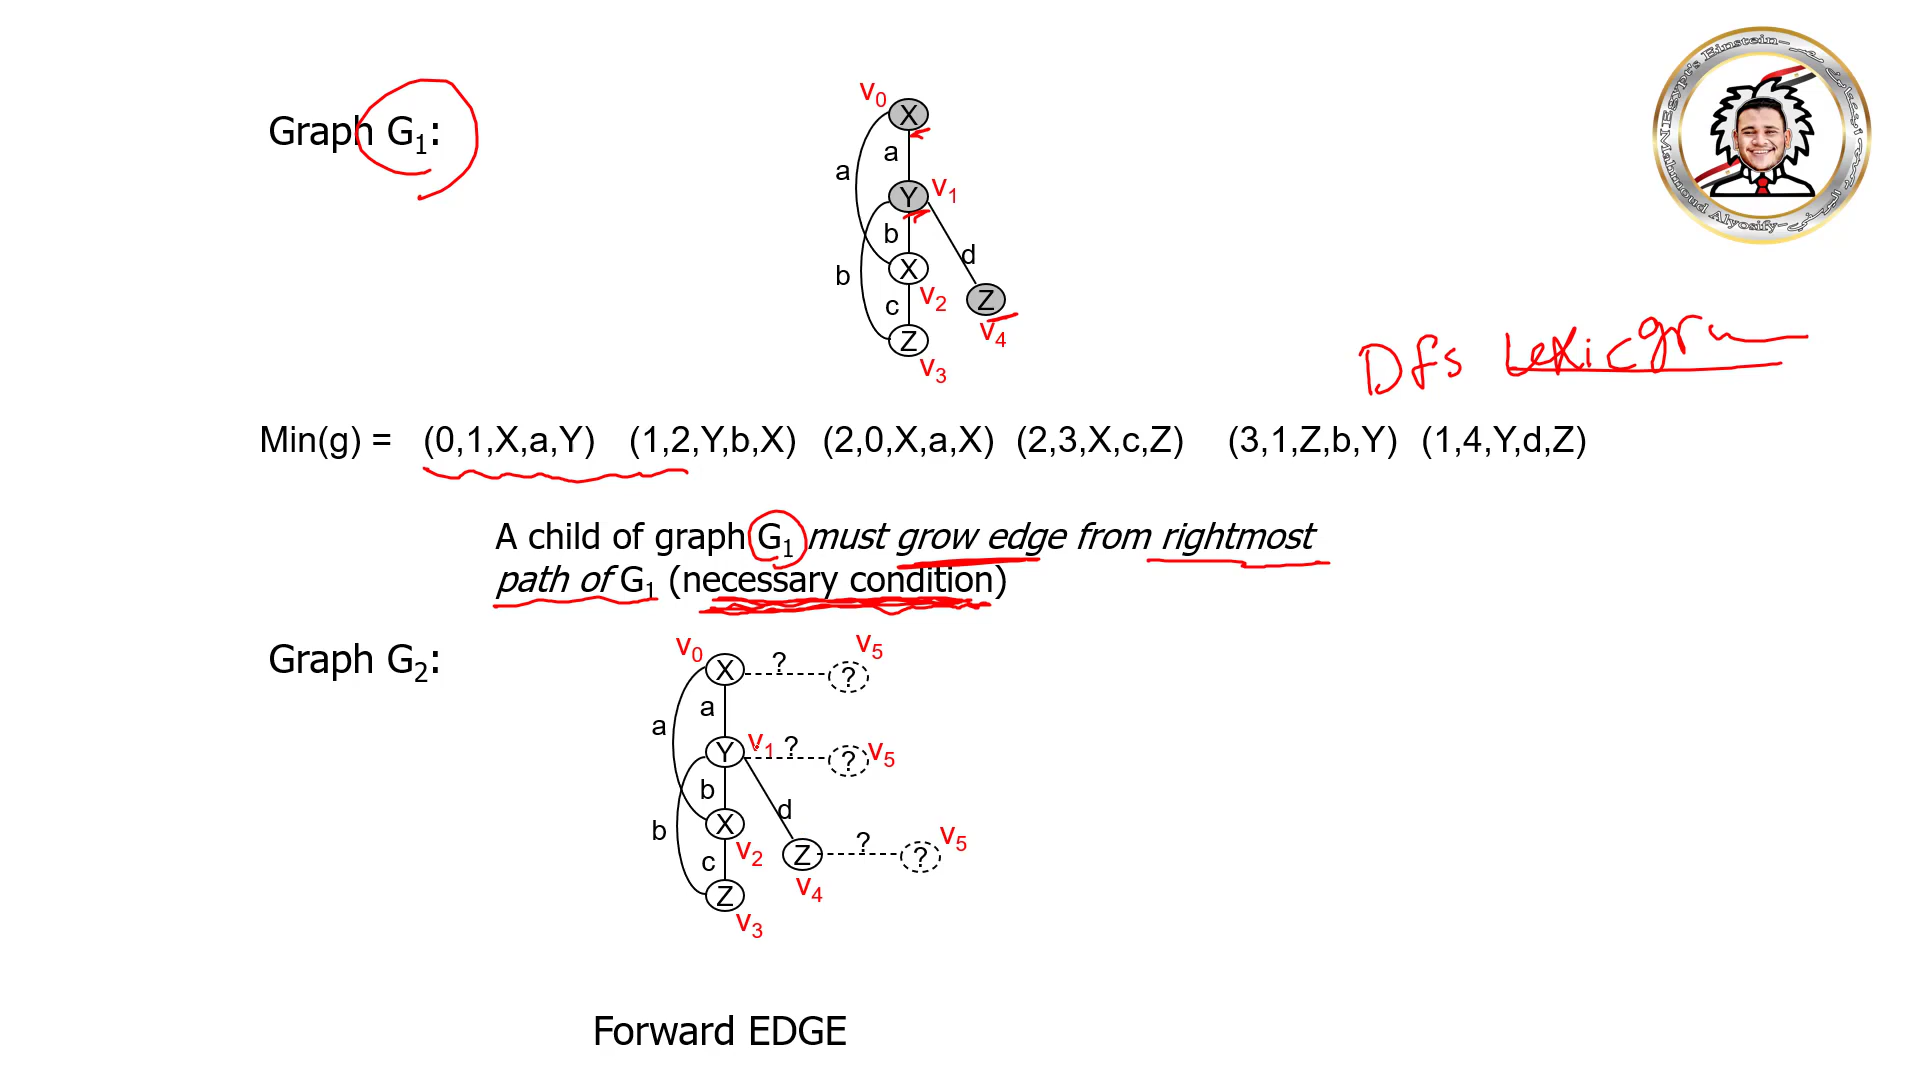 Graph G₁:
v₀
X
a
a
Y
v₁
b
b
d
X
v₂
Z
c
v₄
Z
v₃
Dfs Lexicgra
Min(g) = (0,1,X,a,Y) (1,2,Y,b,X) (2,0,X,a,X) (2,3,X,c,Z) (3,1,Z,b,Y) (1,4,Y,d,Z)
A child of graph G₁ must grow edge from rightmost
path of G₁ (necessary condition)
Graph G₂:
v₀
X
?
?
v₅
a
a
Y
v₁
?
?
v₅
b
b
d
X
v₂
Z
?
?
v₅
c
v₄
Z
v₃
Forward EDGE